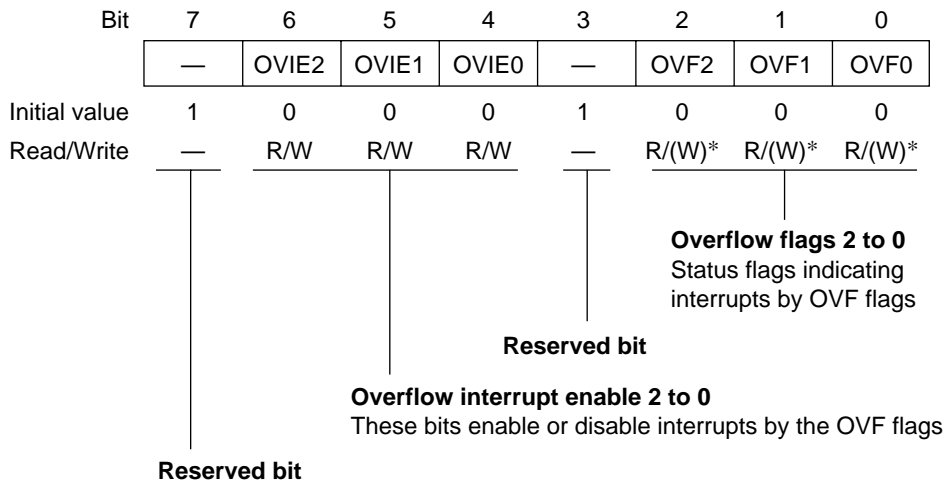 Bit 7 6 5 4 3 2 1 0
— OVIE2 OVIE1 OVIE0 — OVF2 OVF1 OVF0
Initial value 1 0 0 0 1 0 0 0
Read/Write — R/W R/W R/W — R/(W)* R/(W)* R/(W)*
Overflow flags 2 to 0
Status flags indicating
interrupts by OVF flags
Reserved bit
Overflow interrupt enable 2 to 0
These bits enable or disable interrupts by the OVF flags
Reserved bit